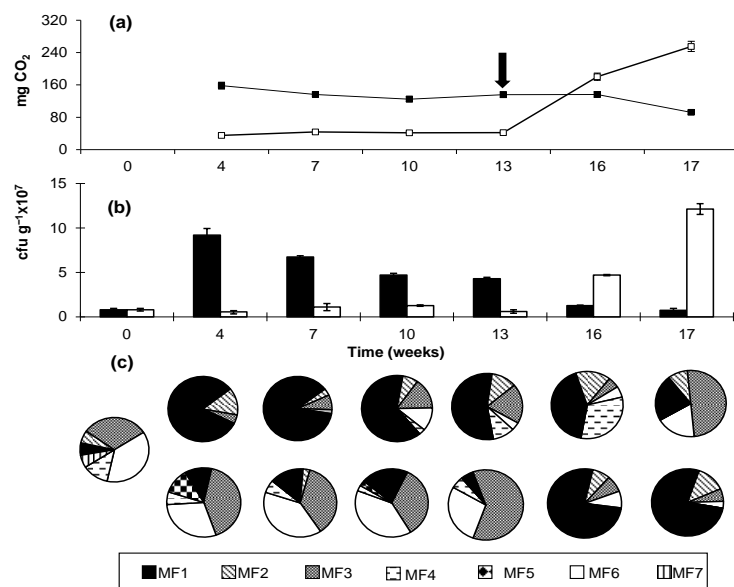 (a)
mg CO₂
320
240
160
80
0
0 4 7 10 13 16 17
(b)
cfu g⁻¹x10⁷
15
10
5
0
0 4 7 10 13 16 17
Time (weeks)
(c)
MF1 MF2 MF3 MF4 MF5 MF6 MF7